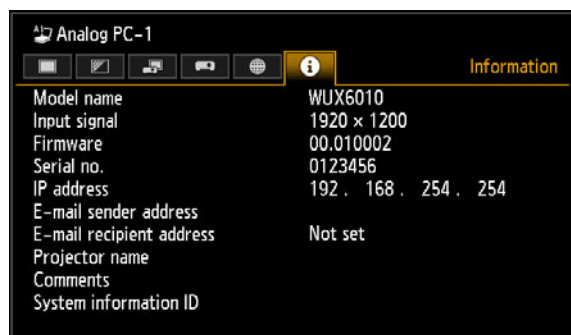 Analog PC-1
Information
Model name WUX6010
Input signal 1920 × 1200
Firmware 00.010002
Serial no. 0123456
IP address 192 . 168 . 254 . 254
E-mail sender address
E-mail recipient address Not set
Projector name
Comments
System information ID